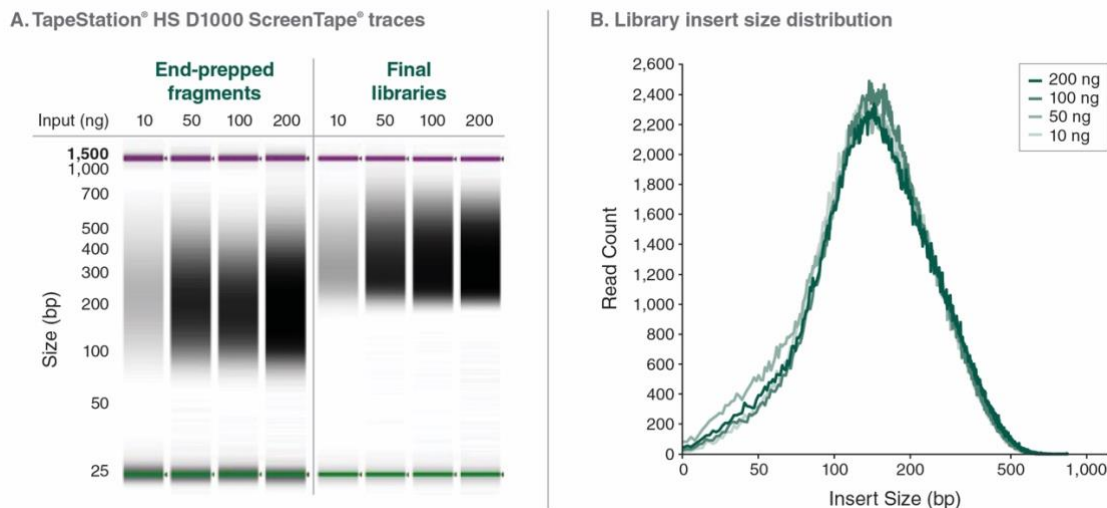 A. TapeStation® HS D1000 ScreenTape® traces
End-prepped
fragments
Final
libraries
Input (ng) 10 50 100 200 10 50 100 200
1,500
1,000
700
500
400
300
200
100
50
25
Size (bp)
B. Library insert size distribution
2,600
2,400
2,200
2,000
1,800
1,600
1,400
1,200
1,000
800
600
400
200
0
Read Count
0 50 100 200 500 1,000
Insert Size (bp)
200 ng
100 ng
50 ng
10 ng